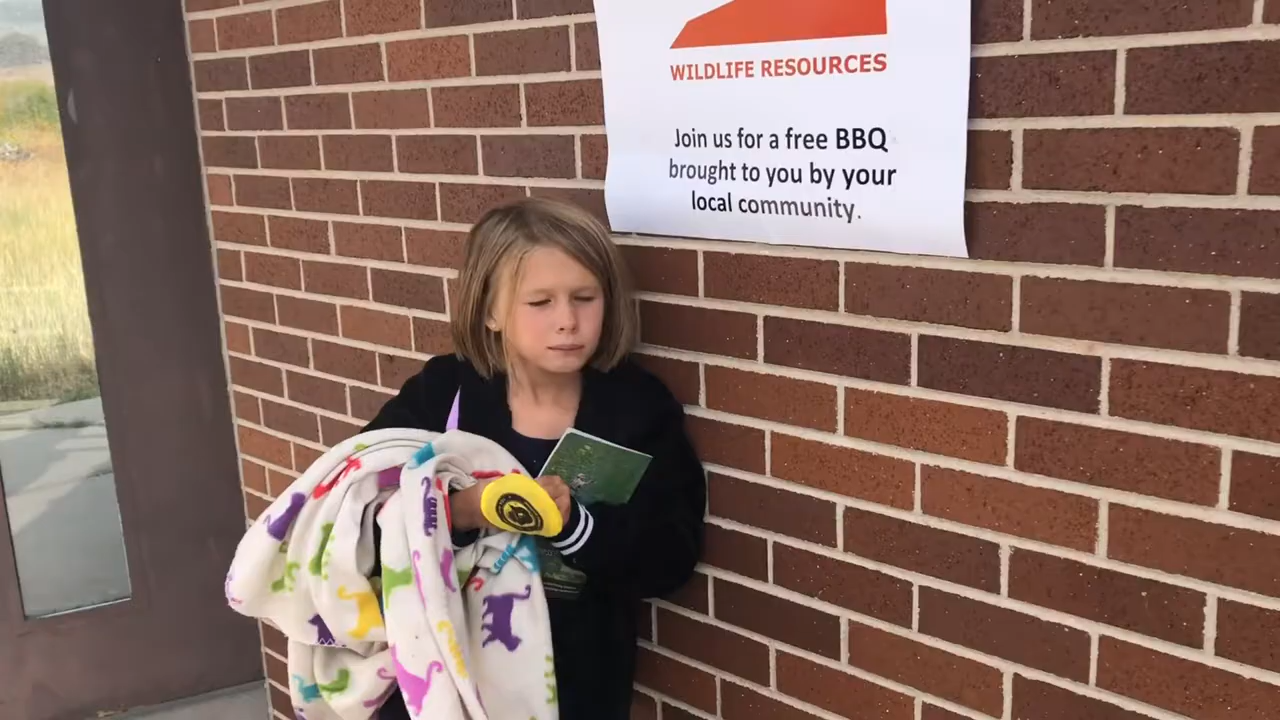 WILDLIFE RESOURCES
Join us for a free BBQ
brought to you by your
local community.